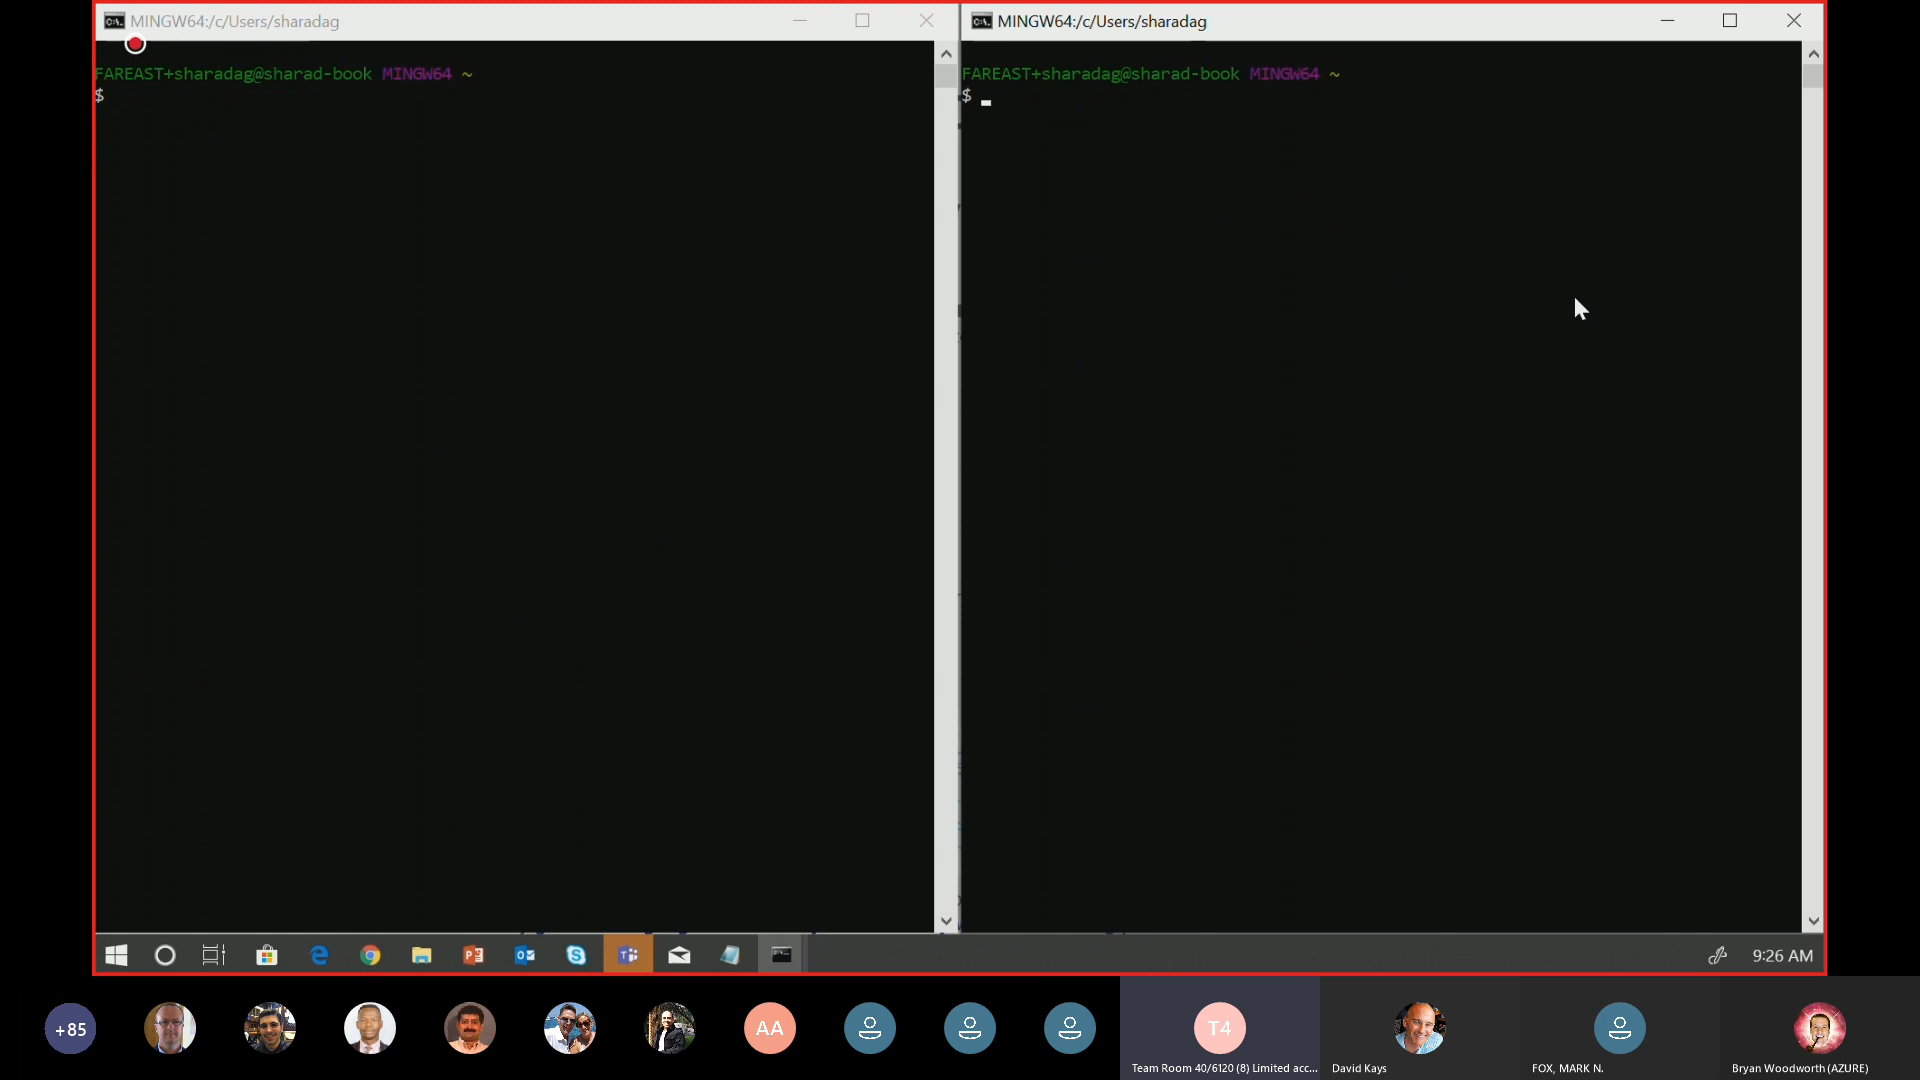 MINGW64:/c/Users/sharadag
FAREAST+sharadag@sharad-book MINGW64 ~
$
MINGW64:/c/Users/sharadag
FAREAST+sharadag@sharad-book MINGW64 ~
$
9:26 AM
+85
AA
T4
Team Room 40/6120 (8) Limited acc...
David Kays
FOX, MARK N.
Bryan Woodworth (AZURE)